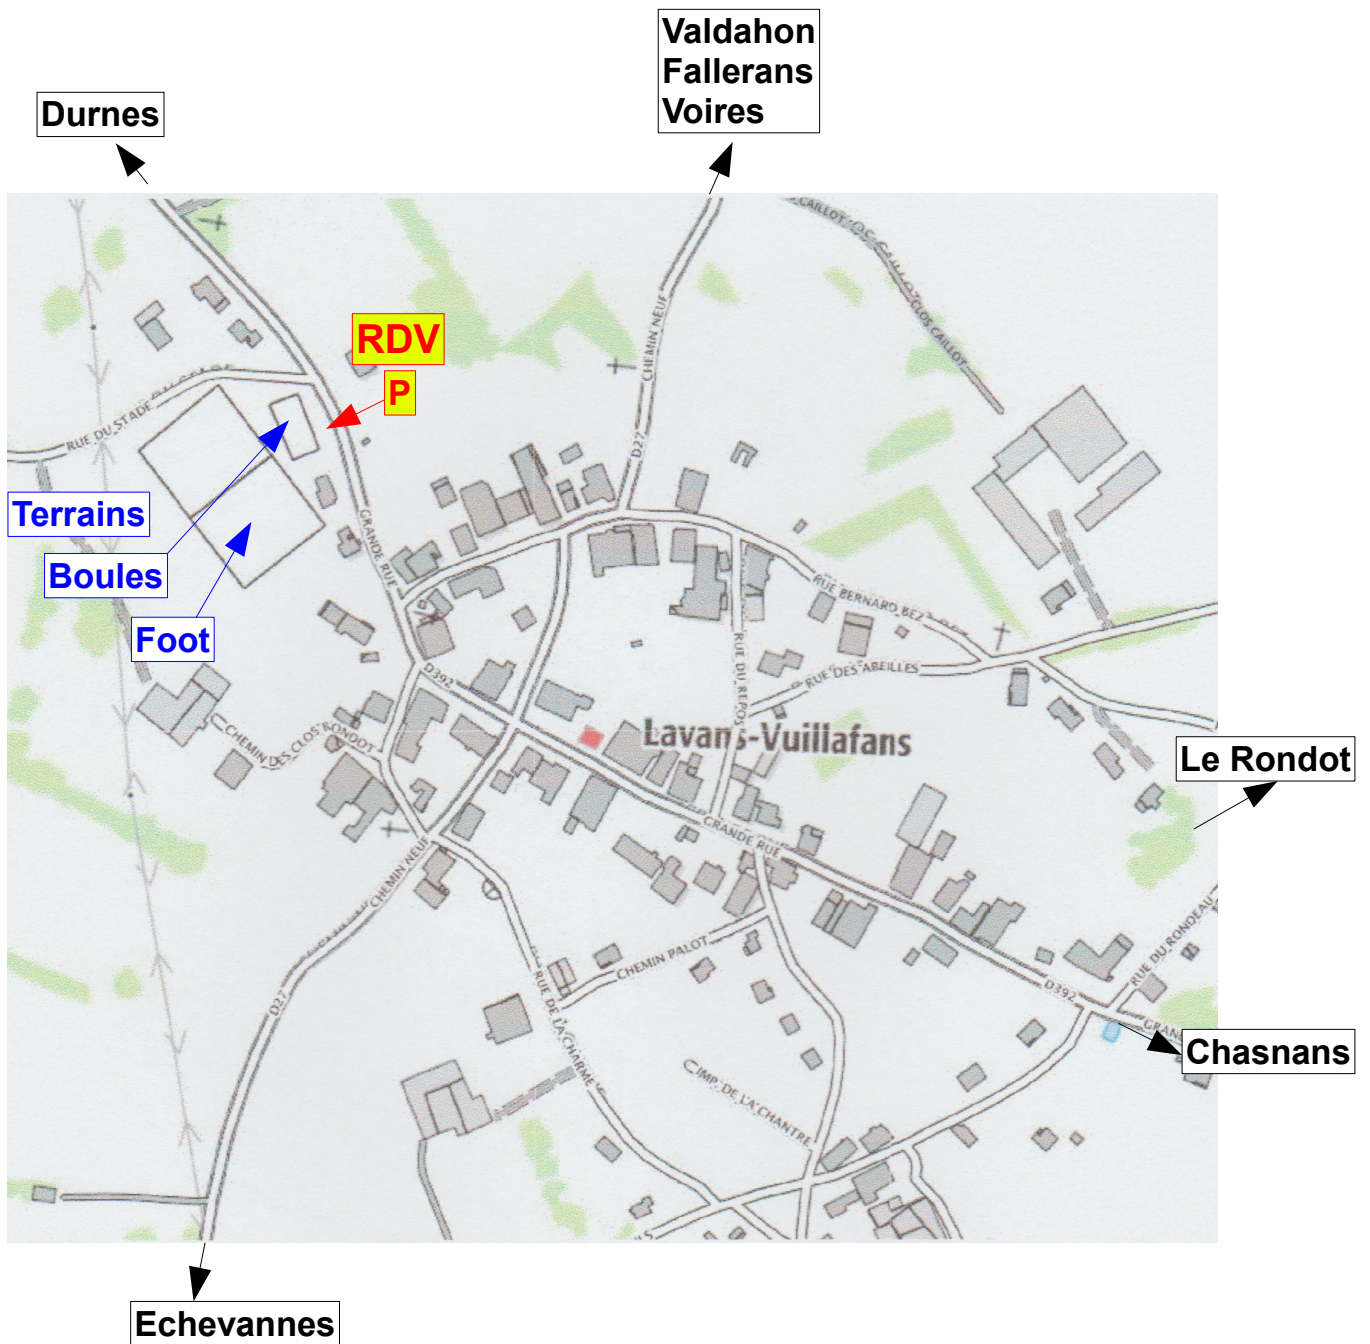 Valdahon
Fallerans
Voires
Durnes
CAILLOT
CLOS CAILLOT
CHEMIN NEUF
D27
RDV
P
RUE DU STADE
Terrains
Boules
Foot
GRANDE RUE
RUE BERNARD BEZ
RUE DU REPOS
RUE DES ABEILLES
D392
CHEMIN DES CLOS RONDOT
Lavans-Vuillafans
Le Rondot
GRANDE RUE
CHEMIN NEUF
D27
CHEMIN PALOT
RUE DE LA CHARME
RUE DU RONDEAU
D392
GRAND
Chasnans
IMP. DE LA CHANTRE
Echevannes